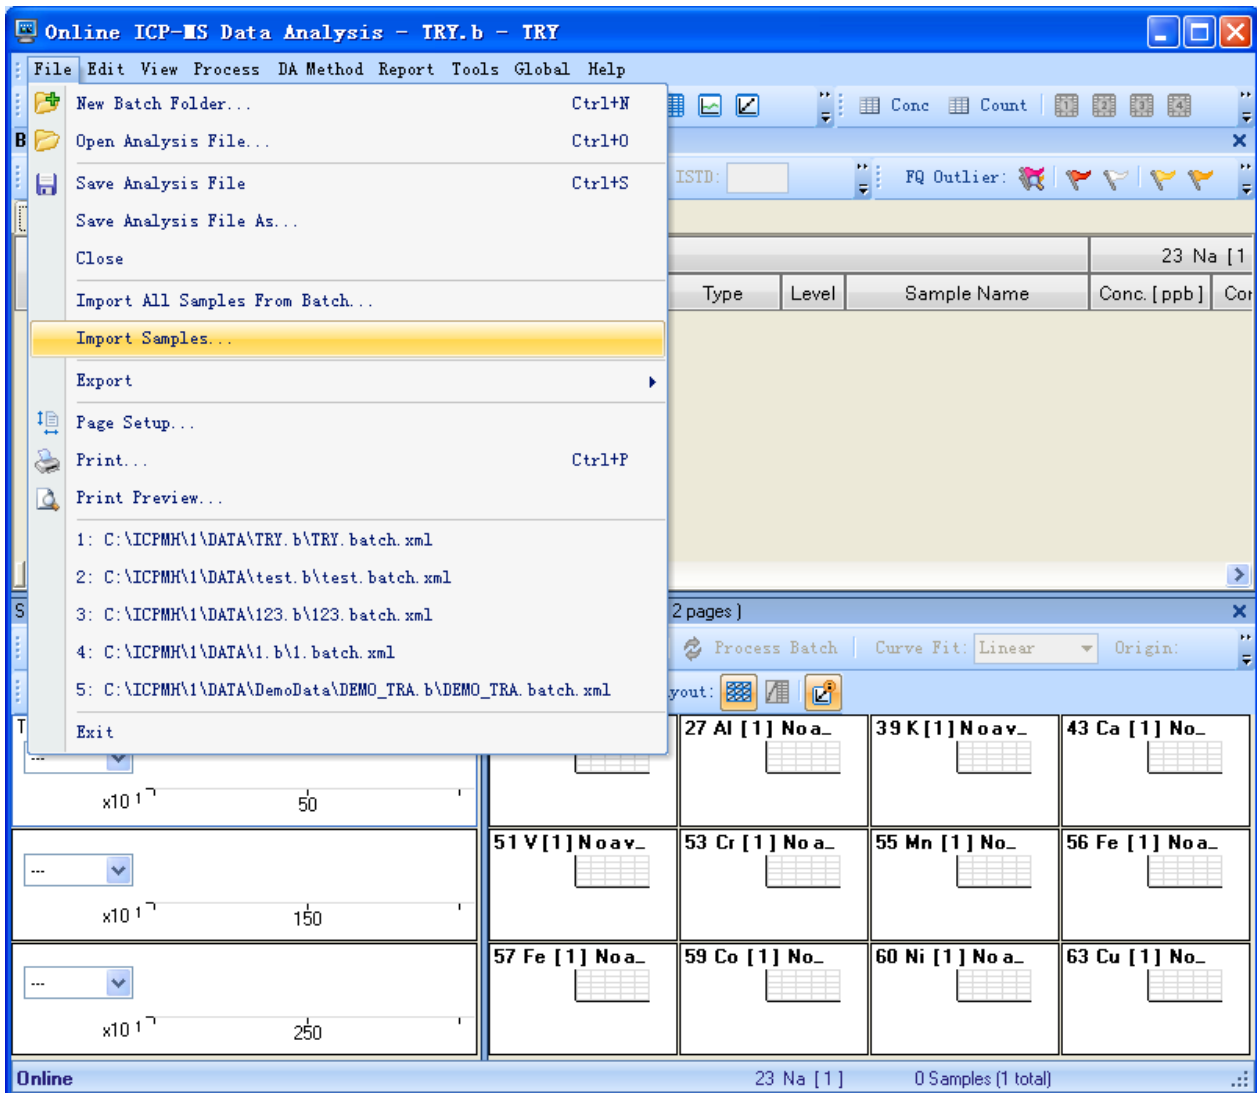 Online ICP-MS Data Analysis - TRY.b - TRY
File Edit View Process DA Method Report Tools Global Help
New Batch Folder... Ctrl+N
Conc Count
Open Analysis File... Ctrl+O
B
Save Analysis File Ctrl+S
ISTD: FQ Outlier:
Save Analysis File As...
Close
23 Na [1
Import All Samples From Batch...
Type Level Sample Name Conc. [ppb] Cor
Import Samples...
Export
Page Setup...
Print... Ctrl+P
Print Preview...
1: C:\ICPMH\1\DATA\TRY.b\TRY.batch.xml
2: C:\ICPMH\1\DATA\test.b\test.batch.xml
S 2 pages )
3: C:\ICPMH\1\DATA\123.b\123.batch.xml
4: C:\ICPMH\1\DATA\1.b\1.batch.xml
Process Batch Curve Fit: Linear Origin:
5: C:\ICPMH\1\DATA\DemoData\DEMO_TRA.b\DEMO_TRA.batch.xml
yout:
Exit
T
27 Al [1] No a_ 39 K [1] No av_ 43 Ca [1] No_
---
x10 1 50
51 V [1] No av_ 53 Cr [1] No a_ 55 Mn [1] No_ 56 Fe [1] No a_
---
x10 1 150
57 Fe [1] No a_ 59 Co [1] No_ 60 Ni [1] No a_ 63 Cu [1] No_
---
x10 1 250
Online 23 Na [1] 0 Samples (1 total)